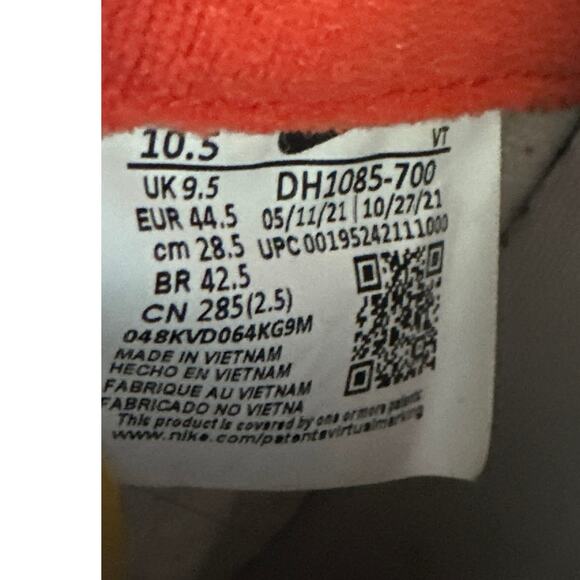 10.5
VT
UK 9.5
DH1085-700
EUR 44.5
05/11/21 | 10/27/21
cm 28.5
UPC 00195242111000
BR 42.5
CN 285(2.5)
048KVD064KG9M
MADE IN VIETNAM
HECHO EN VIETNAM
FABRIQUE AU VIETNAM
FABRICADO NO VIETNA
This product is covered by one or more patents
www.nike.com/patentsvirtualmarking